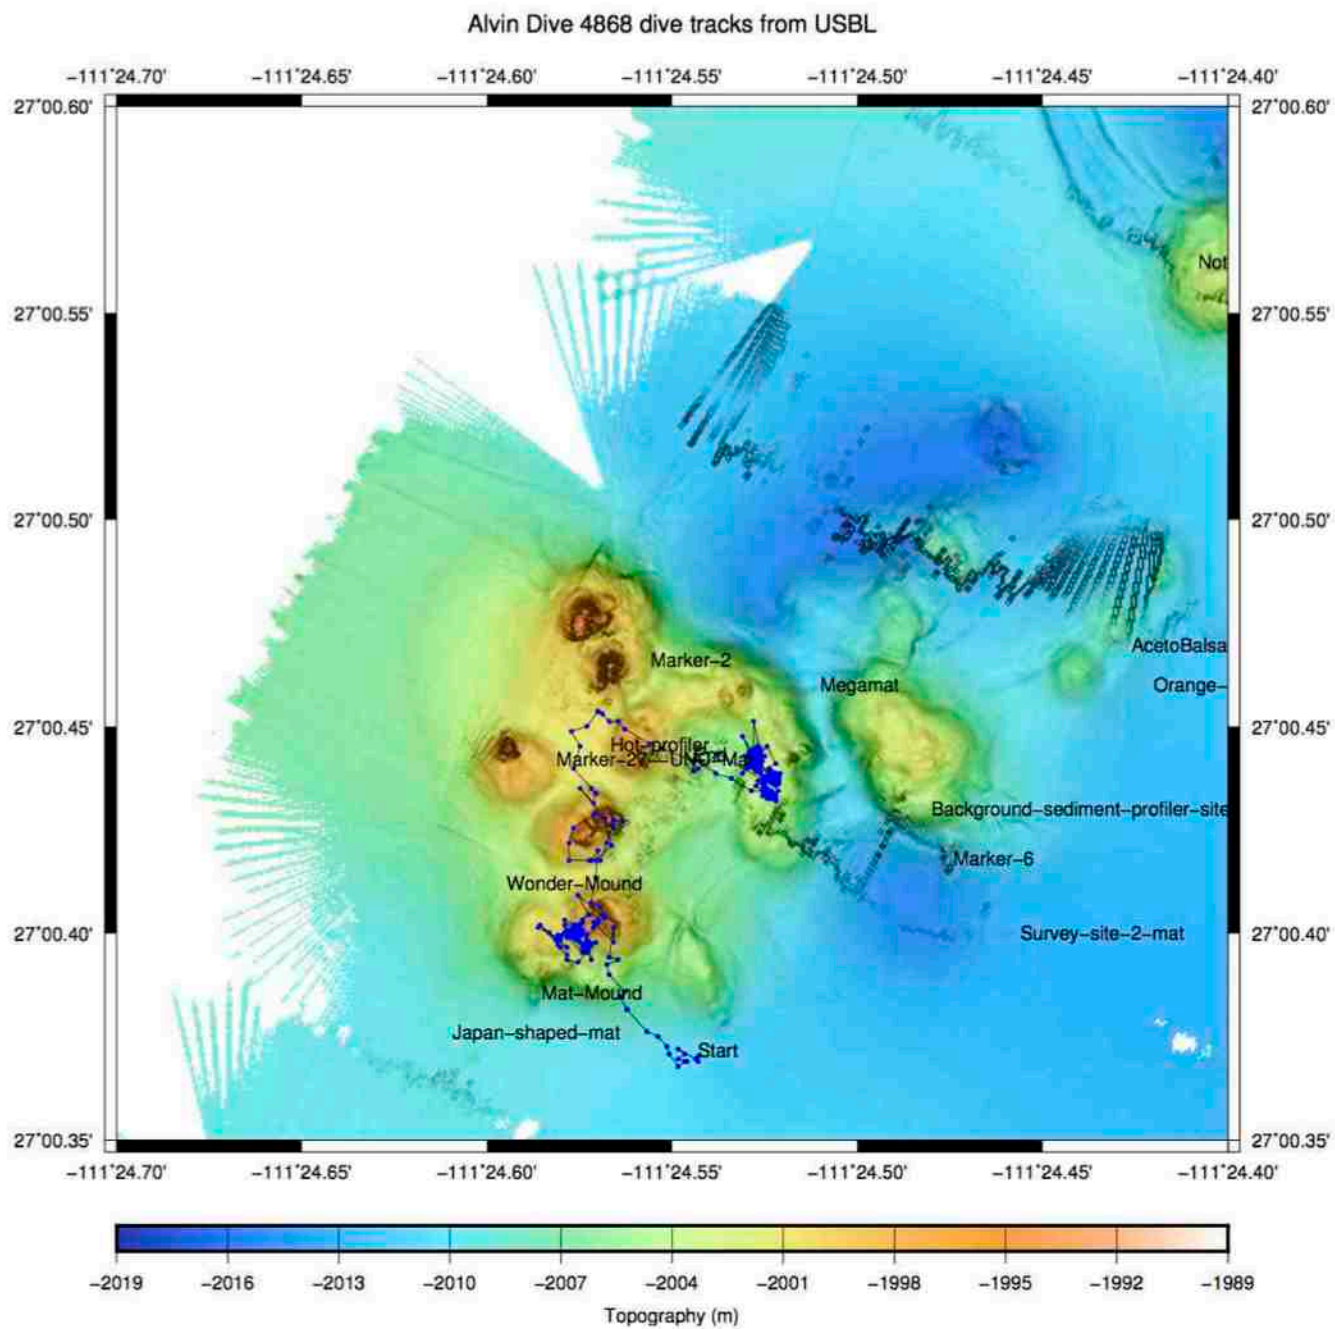 Alvin Dive 4868 dive tracks from USBL
−111˚24.70' −111˚24.65' −111˚24.60' −111˚24.55' −111˚24.50' −111˚24.45' −111˚24.40'
27˚00.60' 27˚00.60'
Not
27˚00.55' 27˚00.55'
27˚00.50' 27˚00.50'
AcetoBalsa
Marker−2
Megamat
Orange−
27˚00.45' 27˚00.45'
Hot−profiler
Marker−27
Background−sediment−profiler−site
Marker−6
Wonder−Mound
27˚00.40' 27˚00.40'
Survey−site−2−mat
Mat−Mound
Japan−shaped−mat
Start
27˚00.35' 27˚00.35'
−111˚24.70' −111˚24.65' −111˚24.60' −111˚24.55' −111˚24.50' −111˚24.45' −111˚24.40'
−2019 −2016 −2013 −2010 −2007 −2004 −2001 −1998 −1995 −1992 −1989
Topography (m)